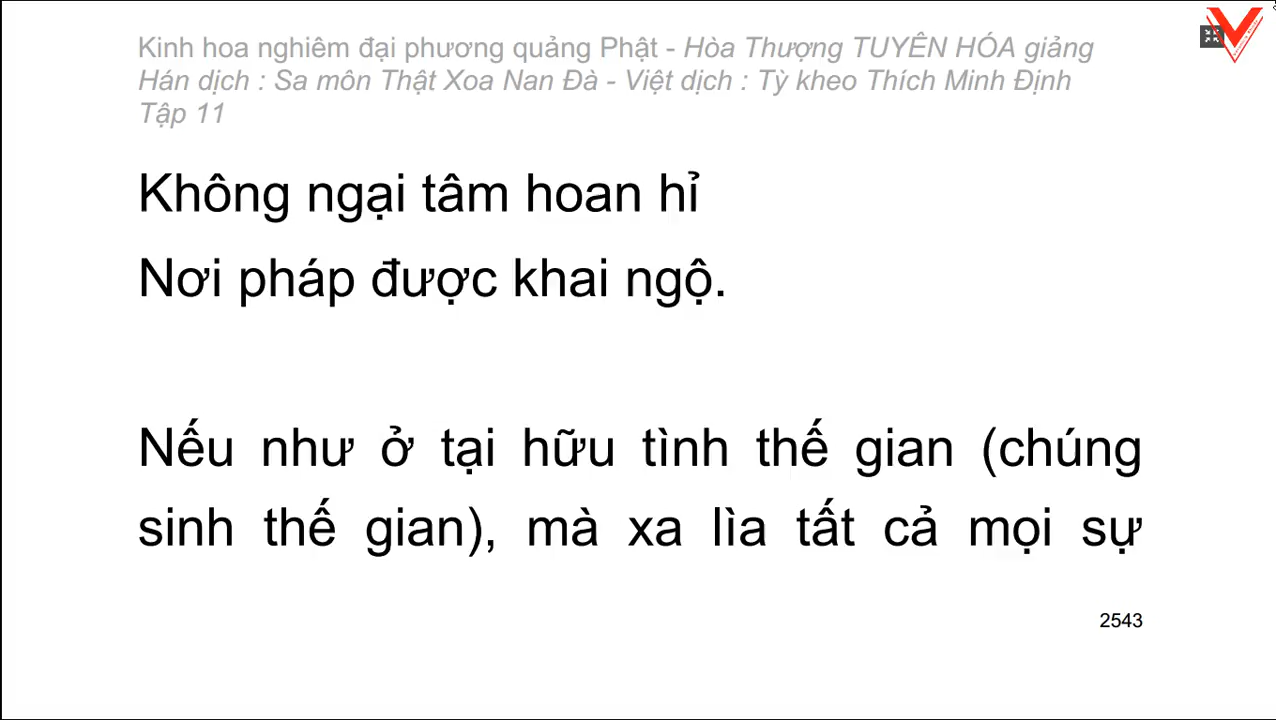 Kinh hoa nghiêm đại phương quảng Phật - Hòa Thượng TUYÊN HÓA giảng
Hán dịch : Sa môn Thật Xoa Nan Đà - Việt dịch : Tỳ kheo Thích Minh Định
Tập 11
Không ngại tâm hoan hỉ
Nơi pháp được khai ngộ.
Nếu như ở tại hữu tình thế gian (chúng
sinh thế gian), mà xa lìa tất cả mọi sự
2543